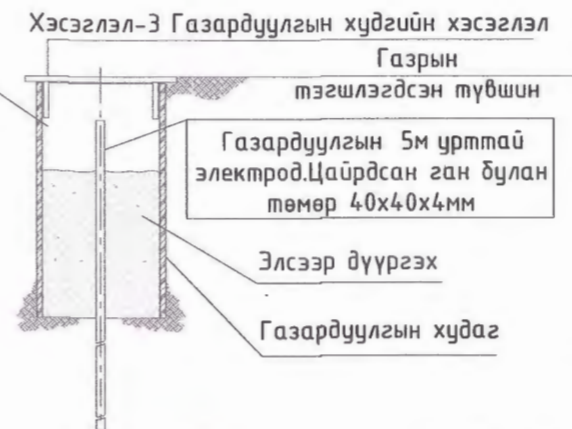 Хэсэглэл-3 Газардуулгын худгийн хэсэглэл
Газрын
тэгшлэгдсэн түвшин
Газардуулгын 5м урттай
электрод.Цайрдсан ган булан
төмөр 40x40x4мм
Элсээр дүүргэх
Газардуулгын худаг